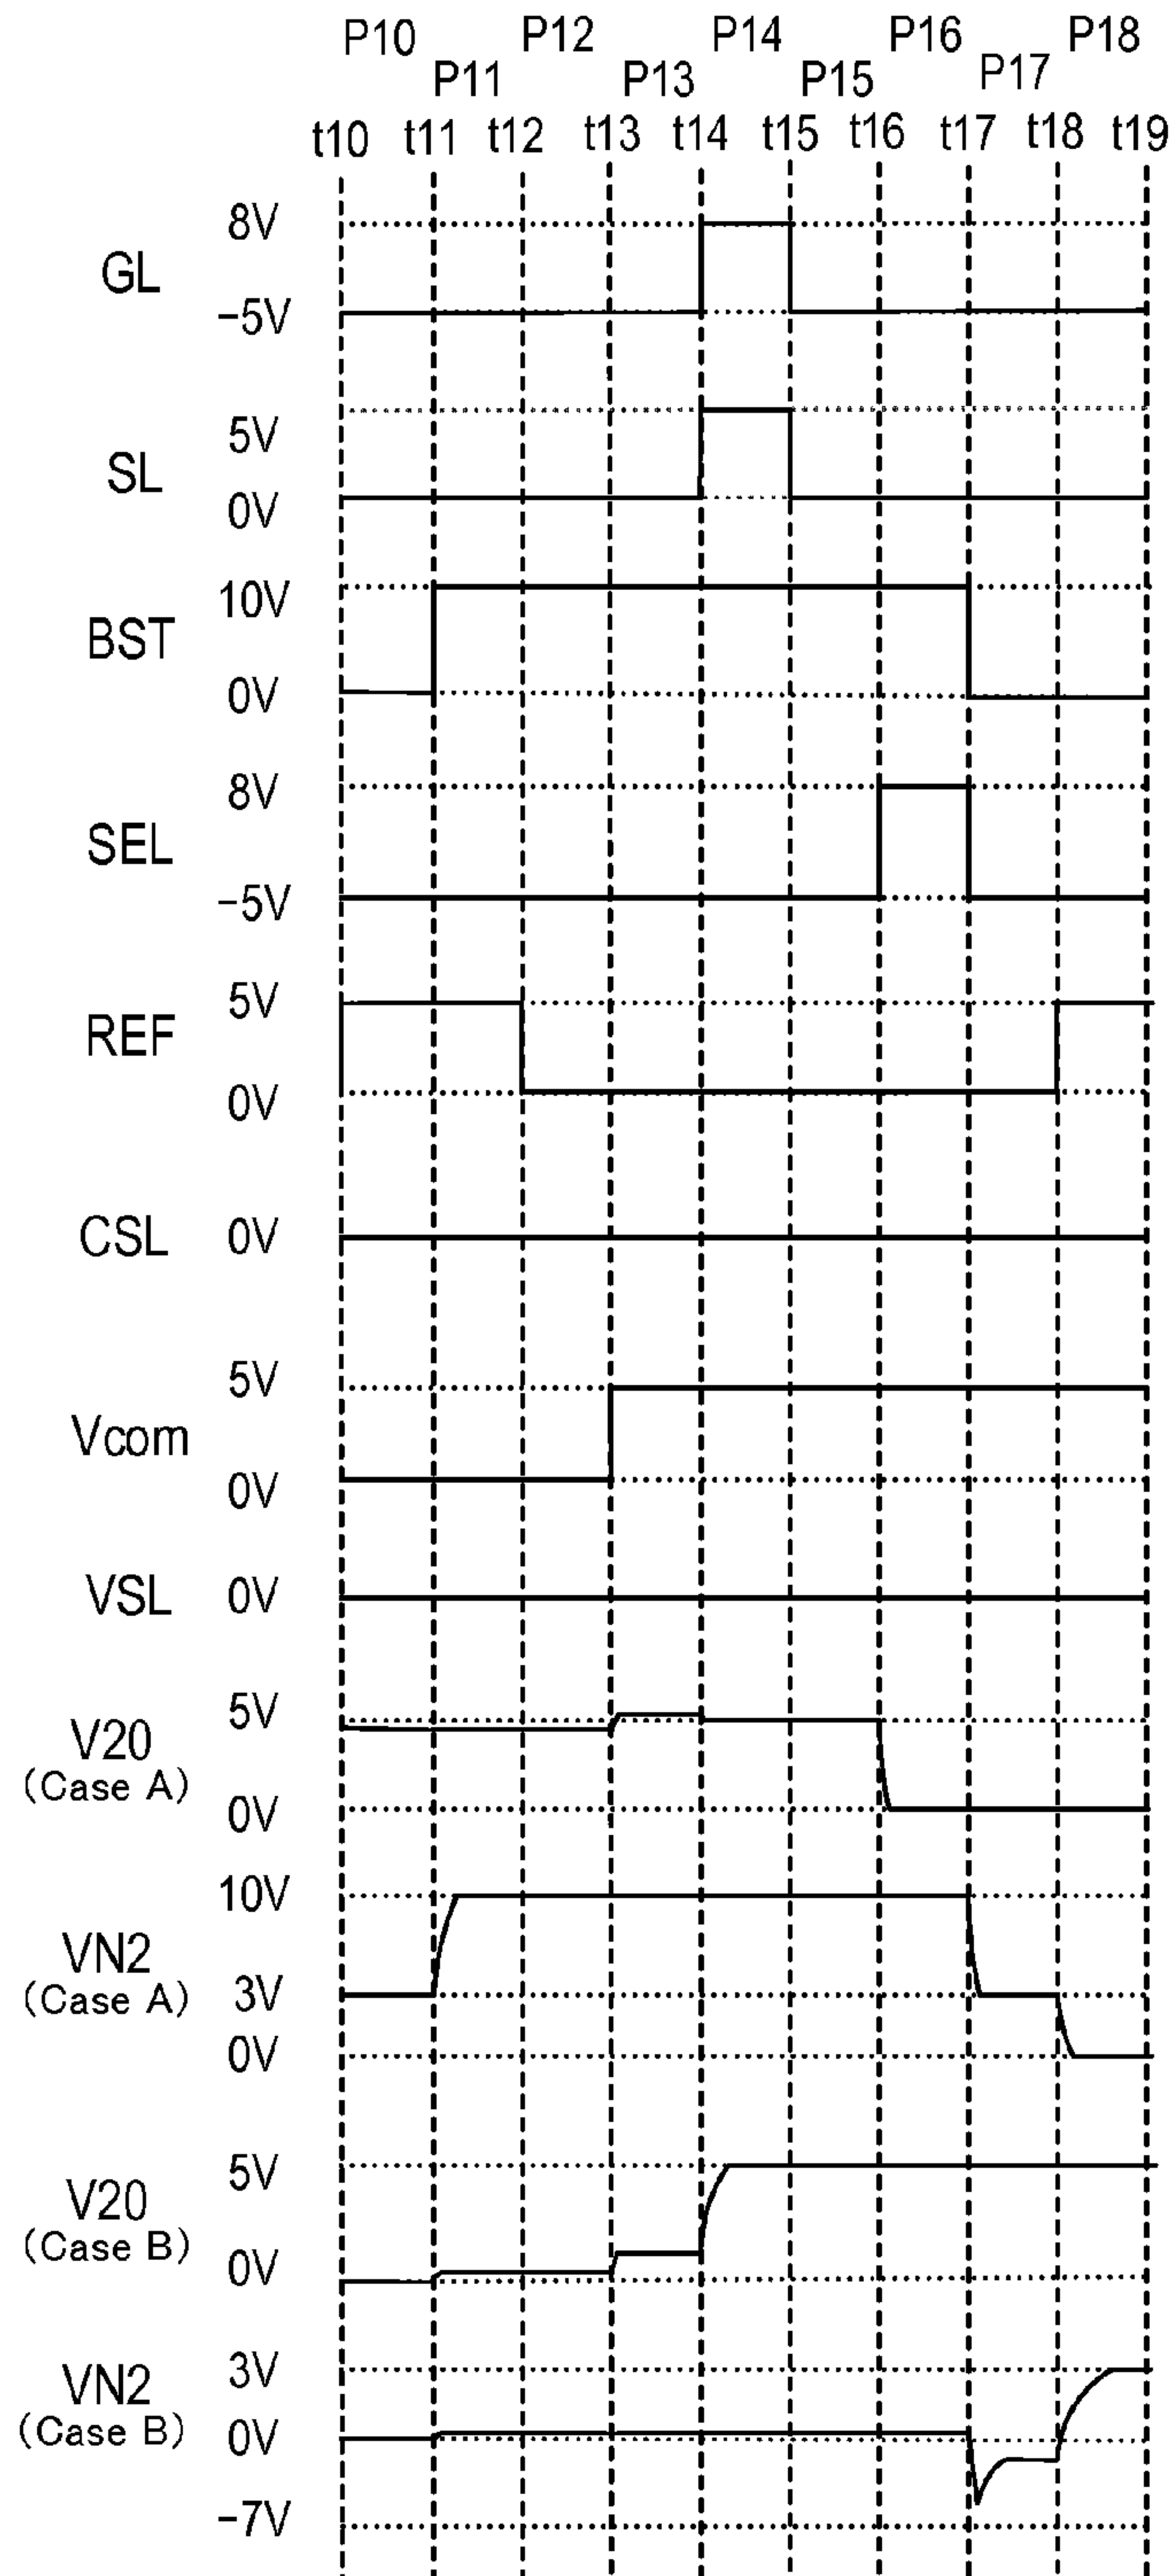 P10 P12 P14 P16 P18
P11 P13 P15 P17
t10 t11 t12 t13 t14 t15 t16 t17 t18 t19
8V
GL
−5V
5V
SL
0V
10V
BST
0V
8V
SEL
−5V
5V
REF
0V
CSL 0V
5V
Vcom
0V
VSL 0V
5V
V20
(Case A)
0V
10V
VN2
(Case A) 3V
0V
5V
V20
(Case B)
0V
3V
VN2
(Case B) 0V
−7V